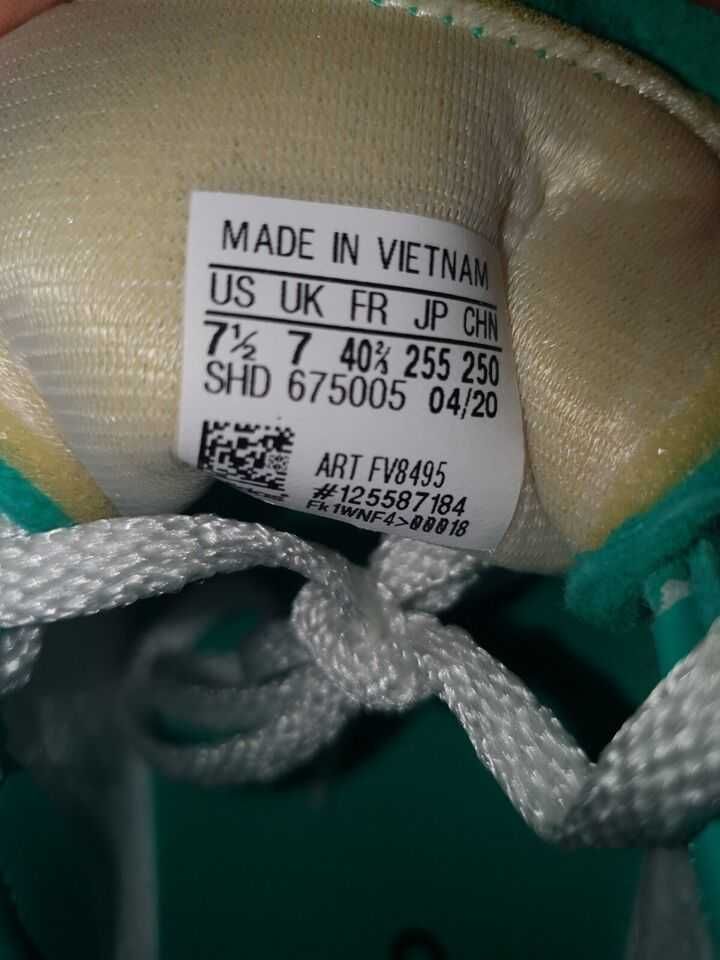 MADE IN VIETNAM
US UK FR JP CHN
7½ 7 40⅔ 255 250
SHD 675005 04/20
ART FV8495
#125587184
Fk1WNF4>00018